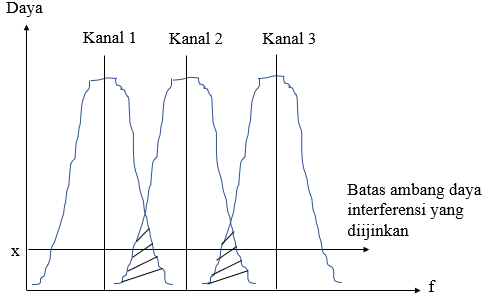 Daya
Kanal 1
Kanal 2
Kanal 3
Batas ambang daya
interferensi yang
diijinkan
x
f